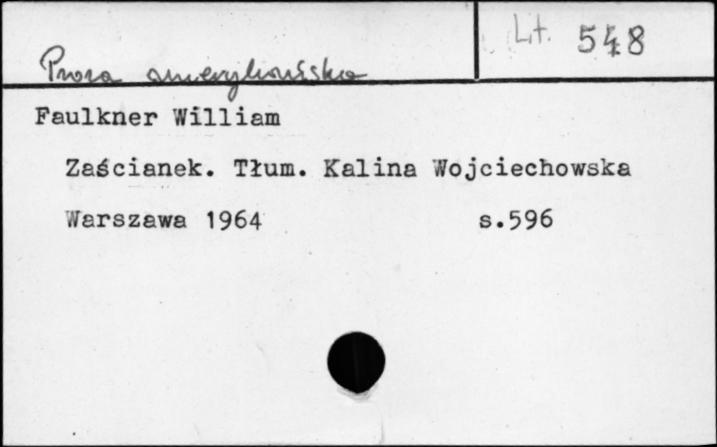 Lit. 548
Proza amerykańska
Faulkner William
Zaścianek. Tłum. Kalina Wojciechowska
Warszawa 1964 s.596